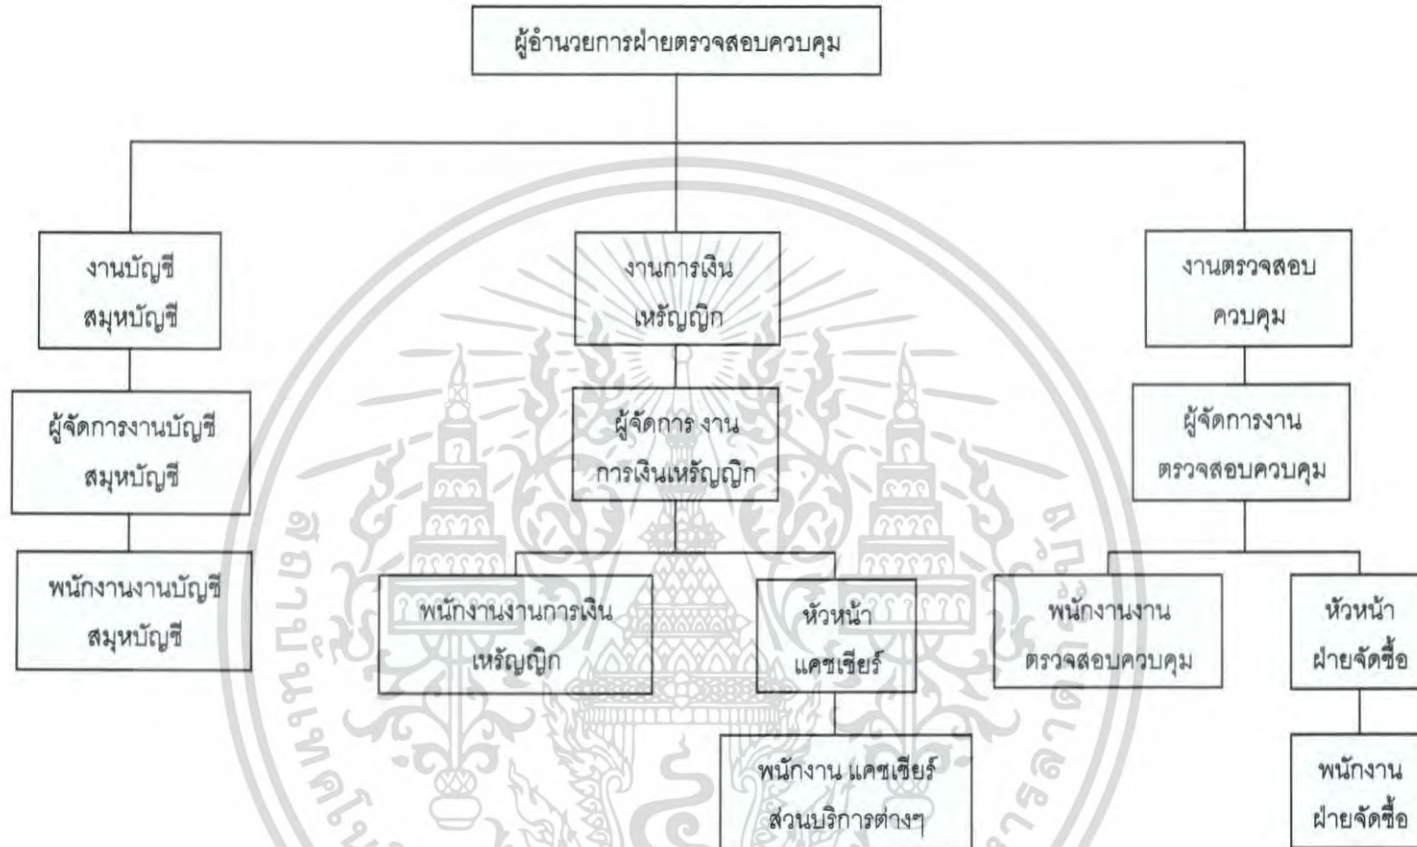 ผู้อำนวยการฝ่ายตรวจสอบควบคุม
งานบัญชี
สมุหบัญชี
งานการเงิน
เหรัญญิก
งานตรวจสอบ
ควบคุม
ผู้จัดการงานบัญชี
สมุหบัญชี
ผู้จัดการ งาน
การเงินเหรัญญิก
ผู้จัดการงาน
ตรวจสอบควบคุม
พนักงานงานบัญชี
สมุหบัญชี
พนักงานงานการเงิน
เหรัญญิก
หัวหน้า
แคชเชียร์
พนักงานงาน
ตรวจสอบควบคุม
หัวหน้า
ฝ่ายจัดซื้อ
พนักงาน แคชเชียร์
ส่วนบริการต่างๆ
พนักงาน
ฝ่ายจัดซื้อ